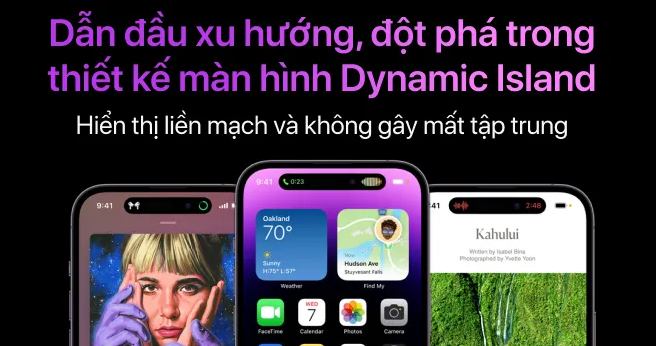 Dẫn đầu xu hướng, đột phá trong
thiết kế màn hình Dynamic Island
Hiển thị liền mạch và không gây mất tập trung
9:41
9:41
0:23
9:41
2:48
Oakland
70°
Sunny
H:75° L:57°
Weather
Now
Hudson Ave
Stuyvesant Falls
Find My
WED
7
FaceTime
Calendar
Photos
Camera
Kahului
Written by Isabel Bina
Photographed by Yvette Yoon